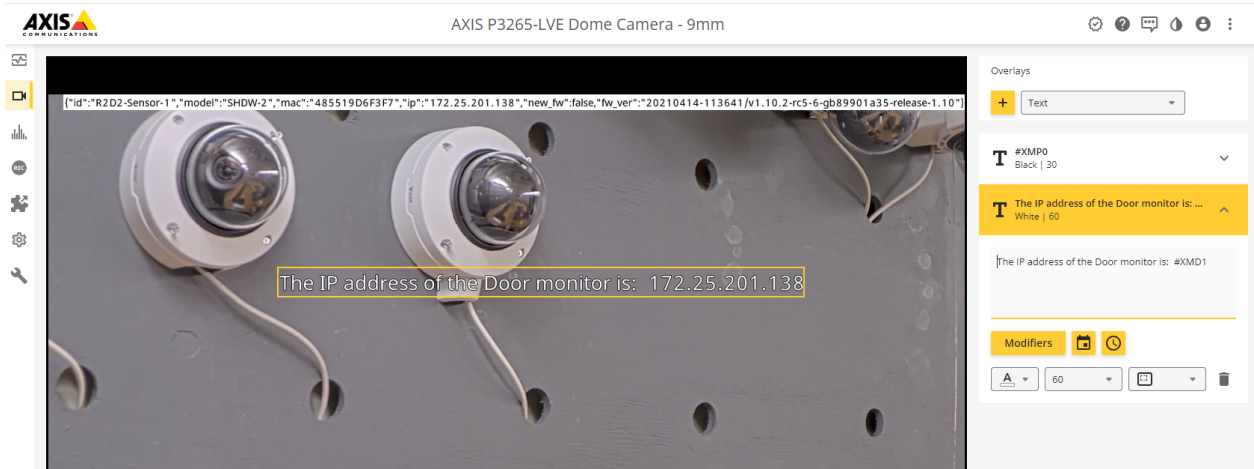 AXIS
COMMUNICATIONS
AXIS P3265-LVE Dome Camera - 9mm
REC
{"id":"R2D2-Sensor-1","model":"SHDW-2","mac":"485519D6F3F7","ip":"172.25.201.138","new_fw":false,"fw_ver":"20210414-113641/v1.10.2-rc5-6-gb89901a35-release-1.10"}
The IP address of the Door monitor is:  172.25.201.138
Overlays
+ Text
T #XMP0
Black | 30
T The IP address of the Door monitor is: ...
White | 60
The IP address of the Door monitor is:  #XMD1
Modifiers
A 60